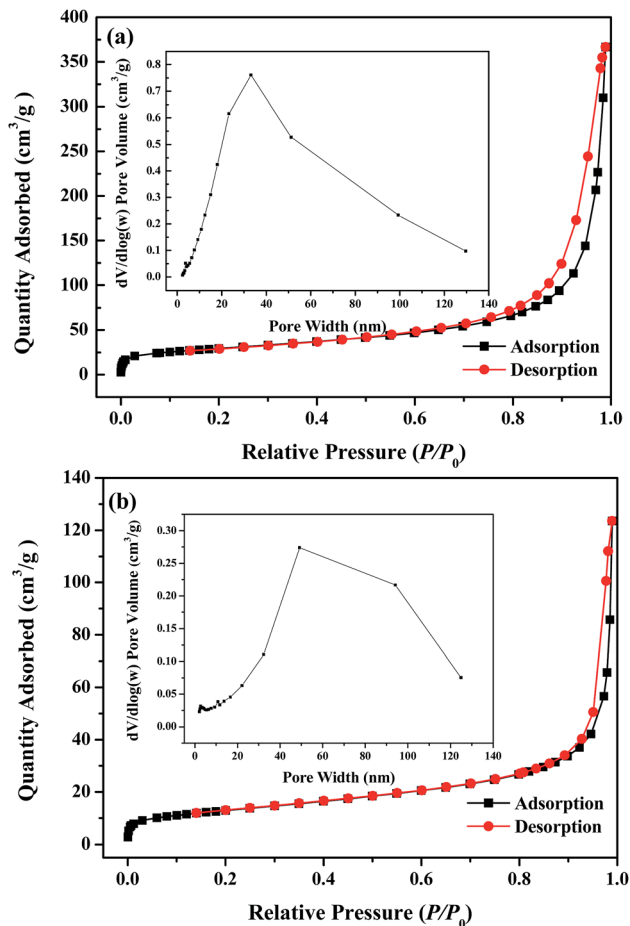 (a)
400
350
300
250
200
150
100
50
0
Quantity Adsorbed (cm³/g)
0.0 0.2 0.4 0.6 0.8 1.0
Relative Pressure (P/P₀)
Adsorption
Desorption
0.8
0.7
0.6
0.5
0.4
0.3
0.2
0.1
0.0
dV/dlog(w) Pore Volume (cm³/g)
0 20 40 60 80 100 120 140
Pore Width (nm)
(b)
140
120
100
80
60
40
20
0
Quantity Adsorbed (cm³/g)
0.0 0.2 0.4 0.6 0.8 1.0
Relative Pressure (P/P₀)
Adsorption
Desorption
0.30
0.25
0.20
0.15
0.10
0.05
0.00
dV/dlog(w) Pore Volume (cm³/g)
0 20 40 60 80 100 120 140
Pore Width (nm)